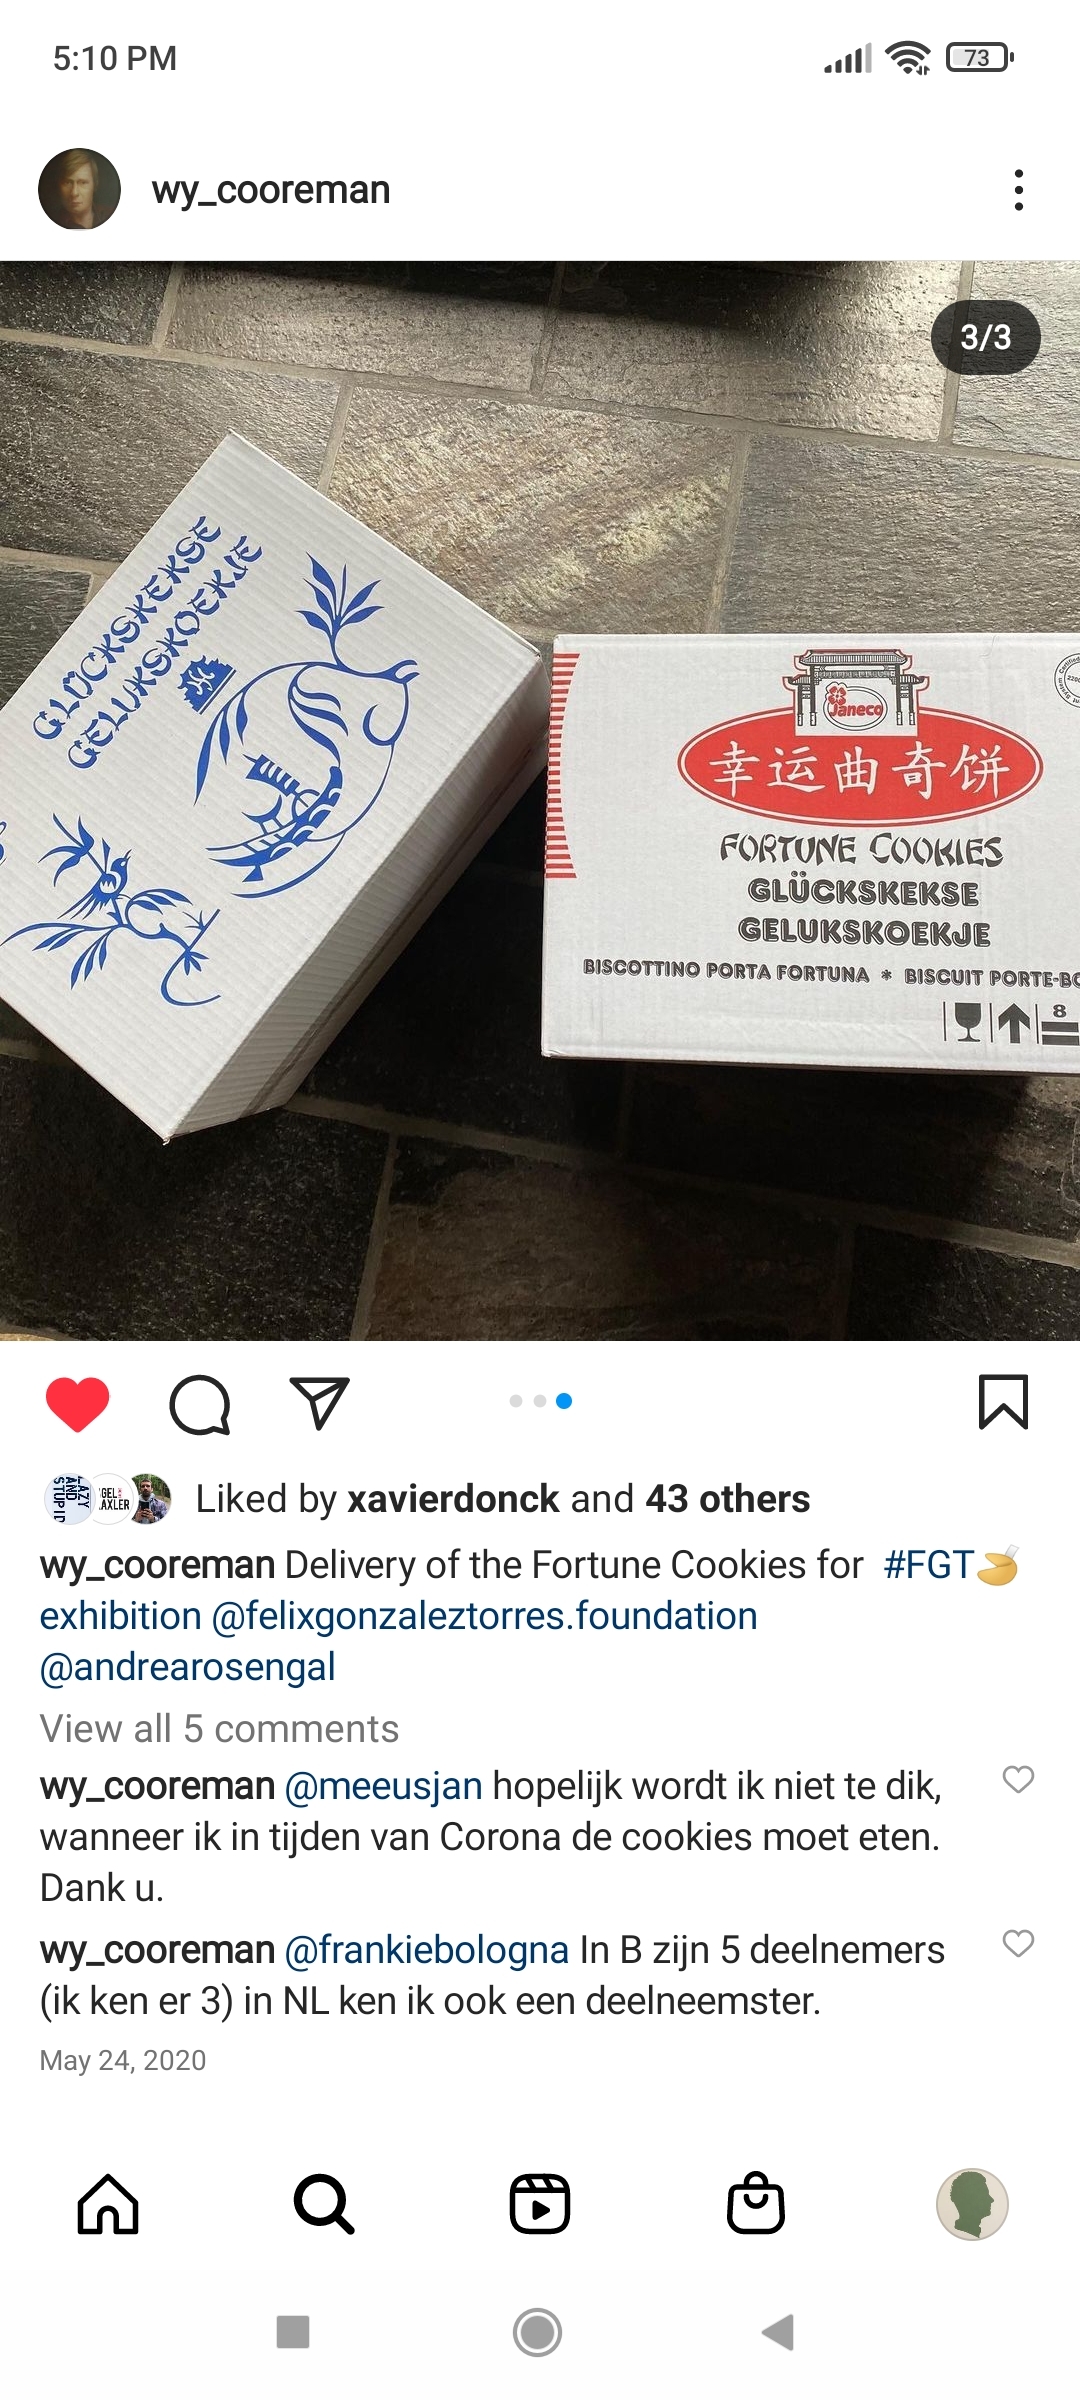 5:10 PM
73
wy_cooreman
3/3
GLÜCKSKEKSE
GELUKSKOEKJE
Janeco
幸运曲奇饼
FORTUNE COOKIES
GLÜCKSKEKSE
GELUKSKOEKJE
BISCOTTINO PORTA FORTUNA * BISCUIT PORTE-BO
8
LAZY
AND
STUPID
Liked by xavierdonck and 43 others
wy_cooreman Delivery of the Fortune Cookies for #FGT🥠
exhibition @felixgonzaleztorres.foundation
@andrearosengal
View all 5 comments
wy_cooreman @meeusjan hopelijk wordt ik niet te dik,
wanneer ik in tijden van Corona de cookies moet eten.
Dank u.
wy_cooreman @frankiebologna In B zijn 5 deelnemers
(ik ken er 3) in NL ken ik ook een deelneemster.
May 24, 2020